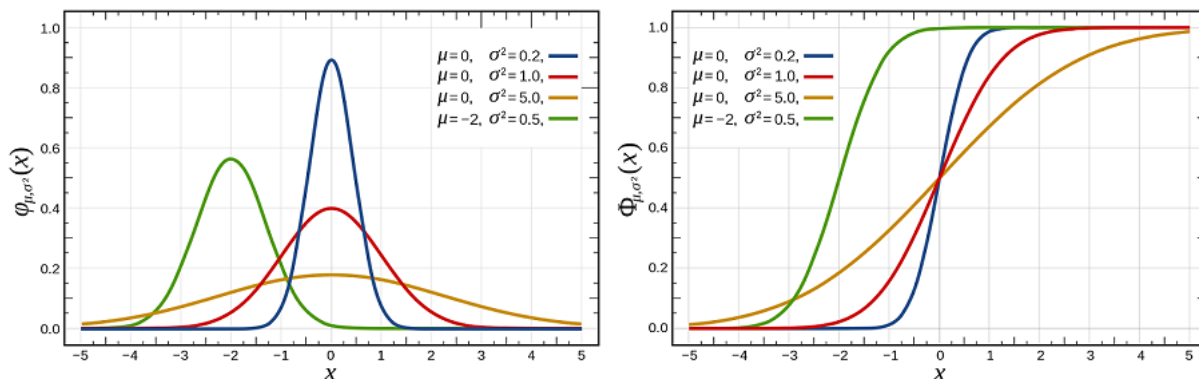 1.0
0.8
0.6
0.4
0.2
0.0
φμ,σ²(x)
μ=0, σ²=0.2,
μ=0, σ²=1.0,
μ=0, σ²=5.0,
μ=−2, σ²=0.5,
−5 −4 −3 −2 −1 0 1 2 3 4 5
x
1.0
0.8
0.6
0.4
0.2
0.0
Φμ,σ²(x)
μ=0, σ²=0.2,
μ=0, σ²=1.0,
μ=0, σ²=5.0,
μ=−2, σ²=0.5,
−5 −4 −3 −2 −1 0 1 2 3 4 5
x